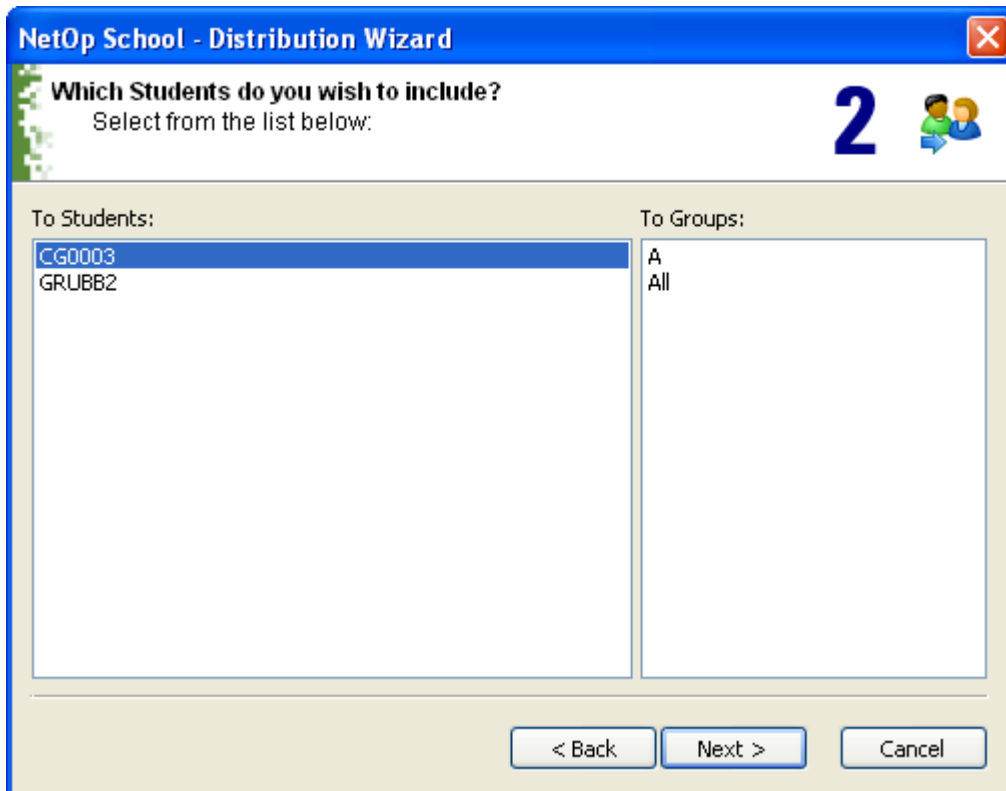 NetOp School - Distribution Wizard
Which Students do you wish to include?
Select from the list below:
2
To Students:
CG0003
GRUBB2
To Groups:
A
All
< Back
Next >
Cancel